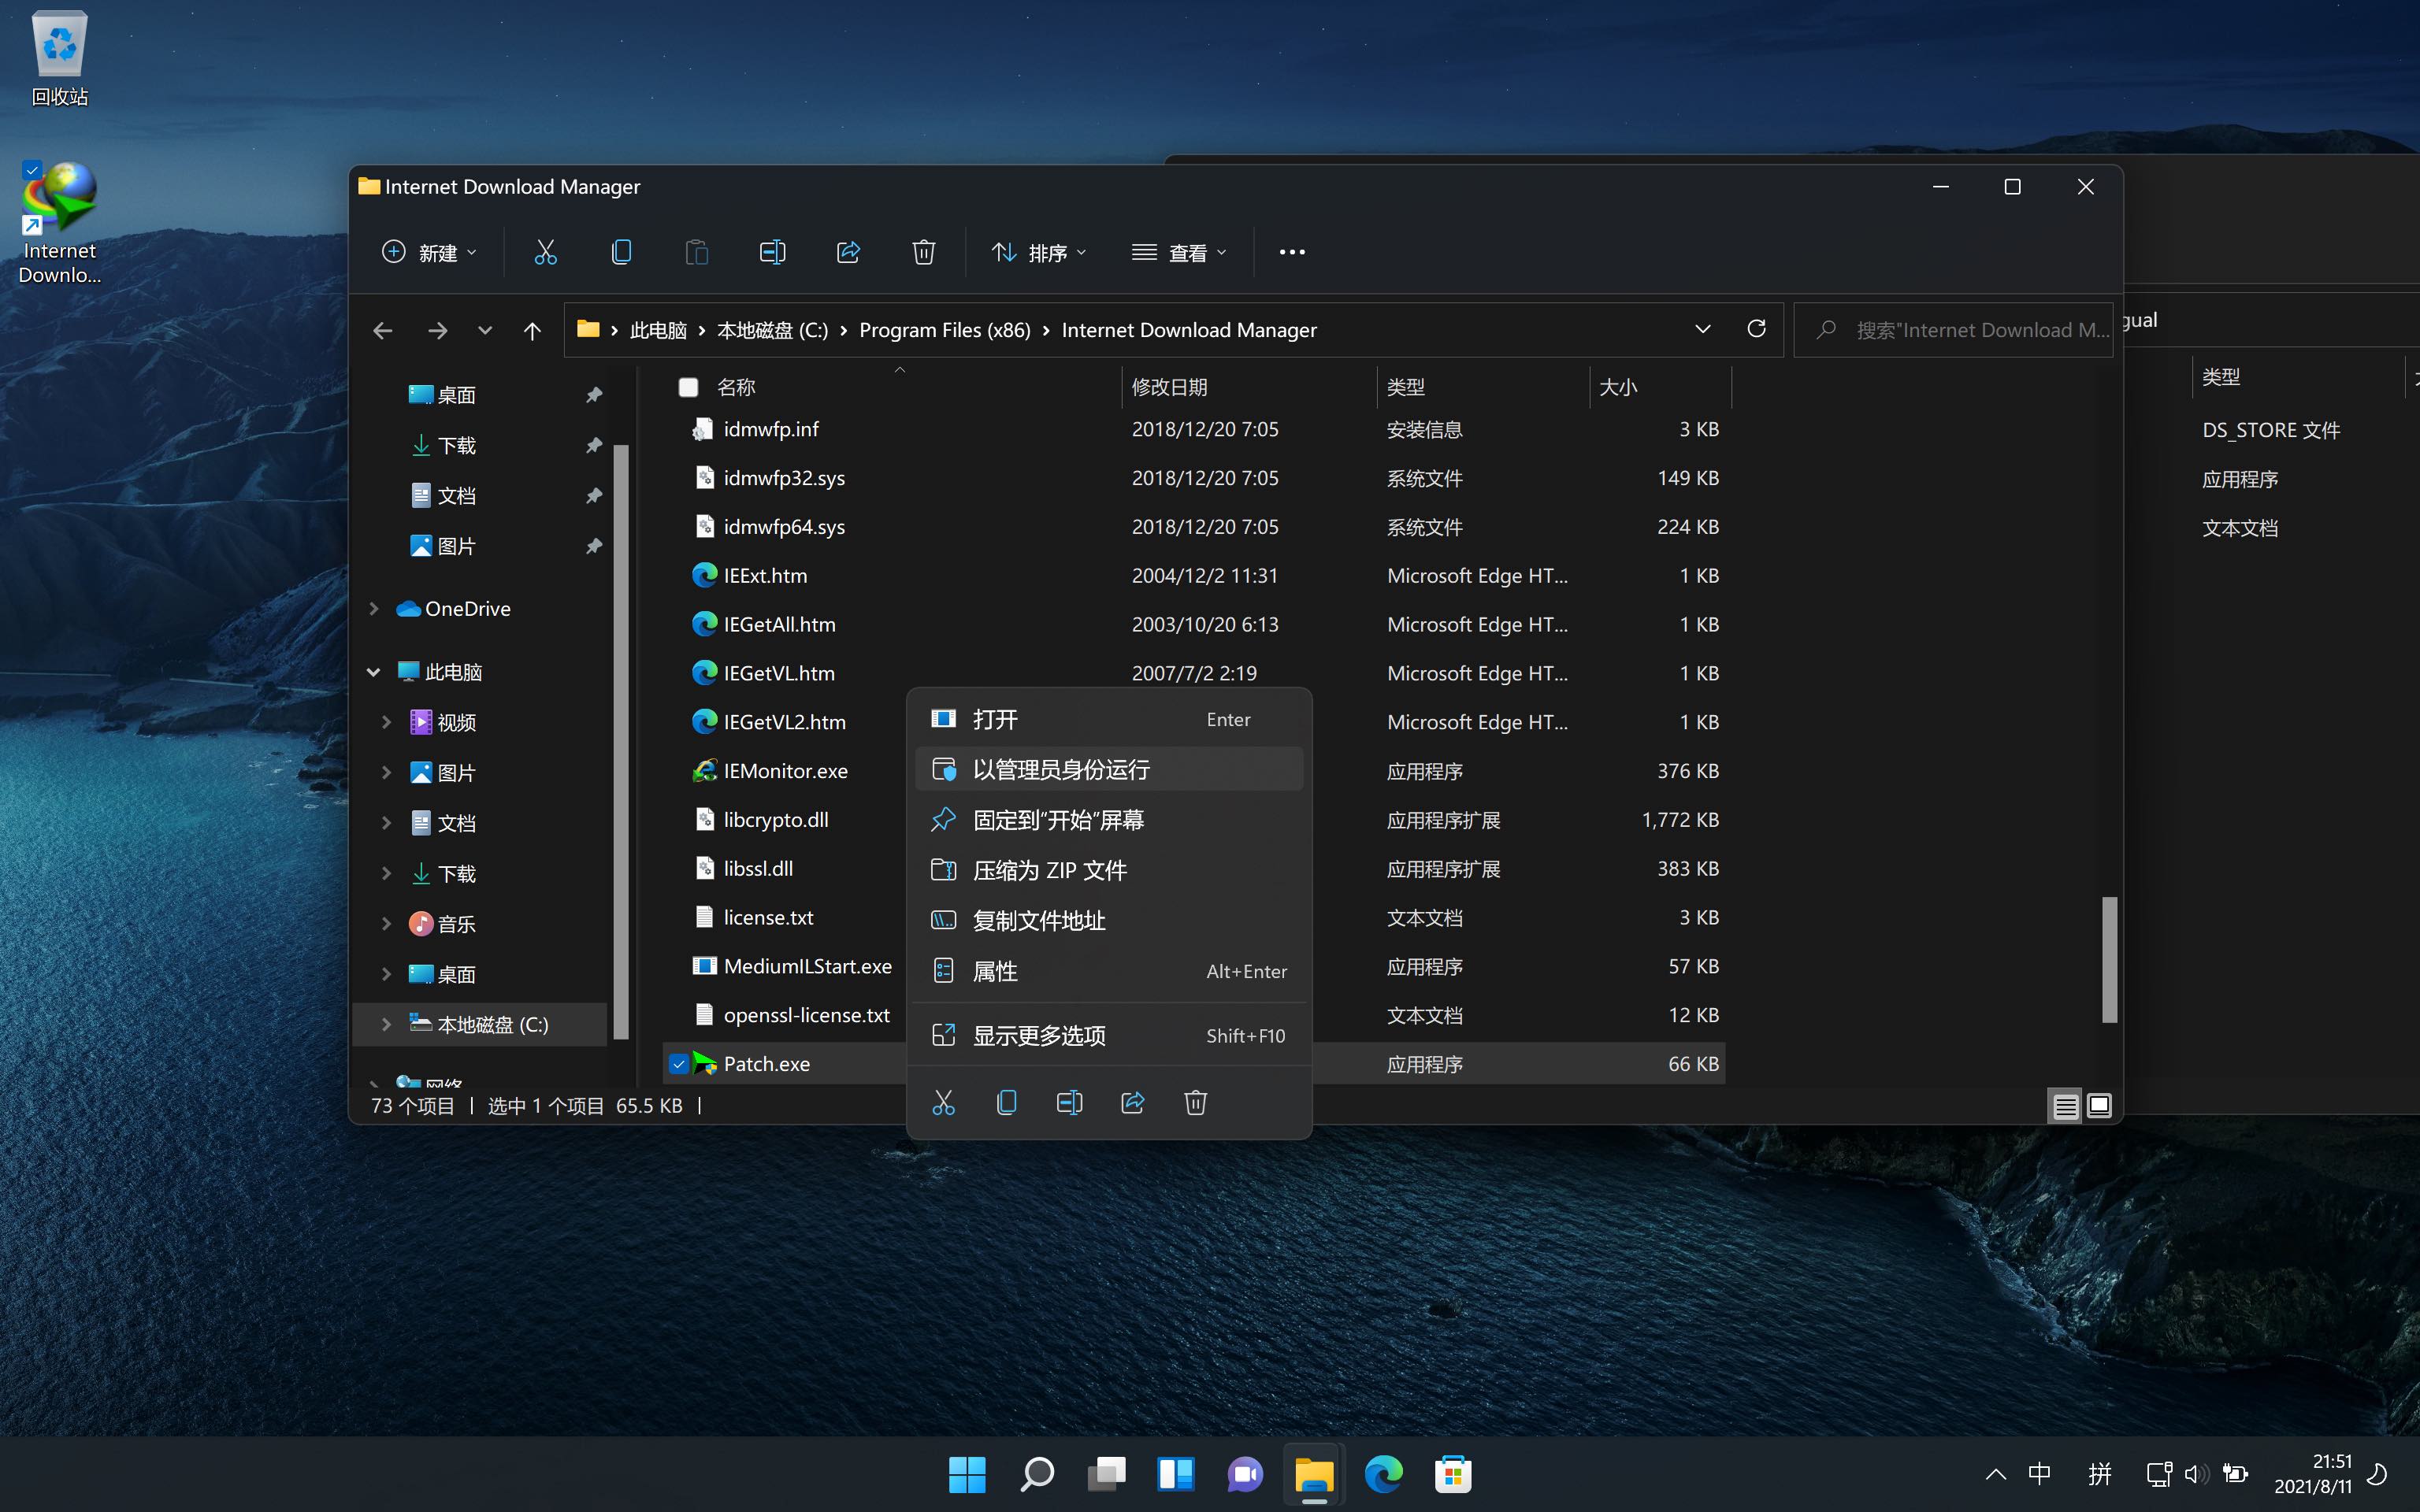 回收站
Internet
Downlo...
Internet Download Manager
新建
排序
查看
此电脑 本地磁盘 (C:) Program Files (x86) Internet Download Manager
搜索"Internet Download M...
gual
桌面
下载
文档
图片
OneDrive
此电脑
视频
图片
文档
下载
音乐
桌面
本地磁盘 (C:)
网络
名称 修改日期 类型 大小
idmwfp.inf 2018/12/20 7:05 安装信息 3 KB
idmwfp32.sys 2018/12/20 7:05 系统文件 149 KB
idmwfp64.sys 2018/12/20 7:05 系统文件 224 KB
IEExt.htm 2004/12/2 11:31 Microsoft Edge HT... 1 KB
IEGetAll.htm 2003/10/20 6:13 Microsoft Edge HT... 1 KB
IEGetVL.htm 2007/7/2 2:19 Microsoft Edge HT... 1 KB
IEGetVL2.htm Microsoft Edge HT... 1 KB
IEMonitor.exe 应用程序 376 KB
libcrypto.dll 应用程序扩展 1,772 KB
libssl.dll 应用程序扩展 383 KB
license.txt 文本文档 3 KB
MediumILStart.exe 应用程序 57 KB
openssl-license.txt 文本文档 12 KB
Patch.exe 应用程序 66 KB
打开 Enter
以管理员身份运行
固定到"开始"屏幕
压缩为 ZIP 文件
复制文件地址
属性 Alt+Enter
显示更多选项 Shift+F10
73 个项目 选中 1 个项目 65.5 KB
类型
DS_STORE 文件
应用程序
文本文档
中
拼
21:51
2021/8/11